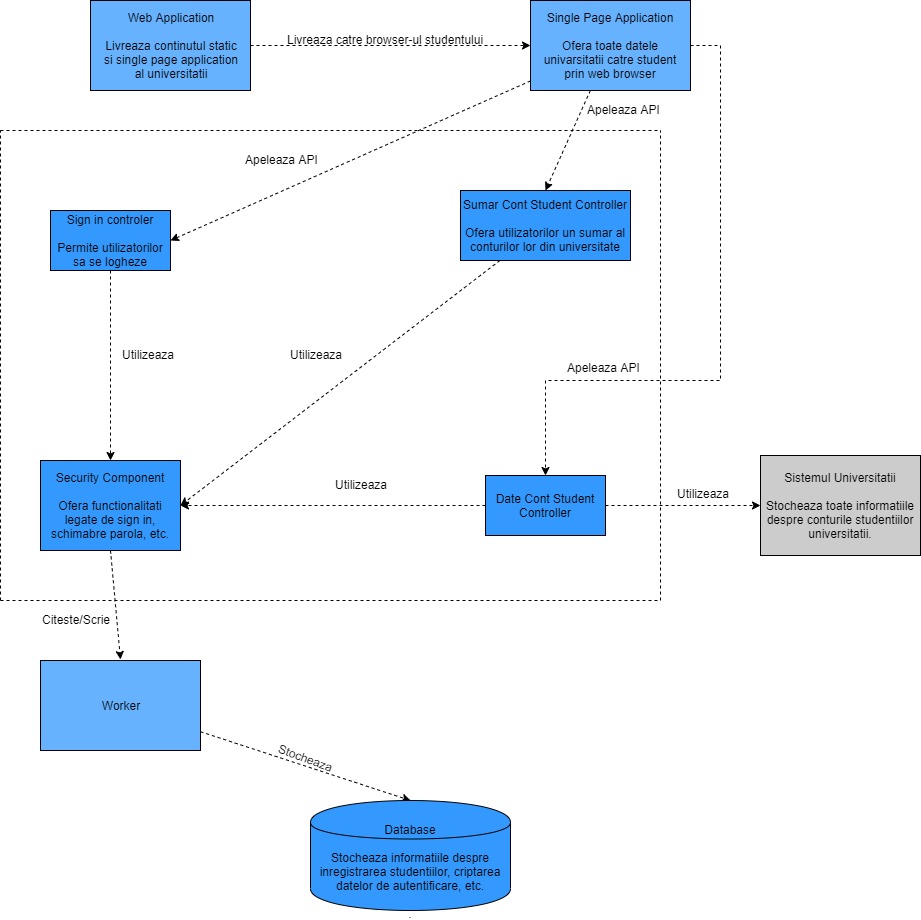 Web Application
Livreaza continutul static
si single page application
al universitatii
Livreaza catre browser-ul studentului
Single Page Application
Ofera toate datele
univarsitatii catre student
prin web browser
Apeleaza API
Apeleaza API
Sign in controler
Permite utilizatorilor
sa se logheze
Sumar Cont Student Controller
Ofera utilizatorilor un sumar al
conturilor lor din universitate
Utilizeaza
Utilizeaza
Apeleaza API
Security Component
Ofera functionalitati
legate de sign in,
schimabre parola, etc.
Utilizeaza
Date Cont Student
Controller
Utilizeaza
Sistemul Universitatii
Stocheaza toate informatiile
despre conturile studentiilor
universitatii.
Citeste/Scrie
Worker
Stocheaza
Database
Stocheaza informatiile despre
inregistrarea studentiilor, criptarea
datelor de autentificare, etc.